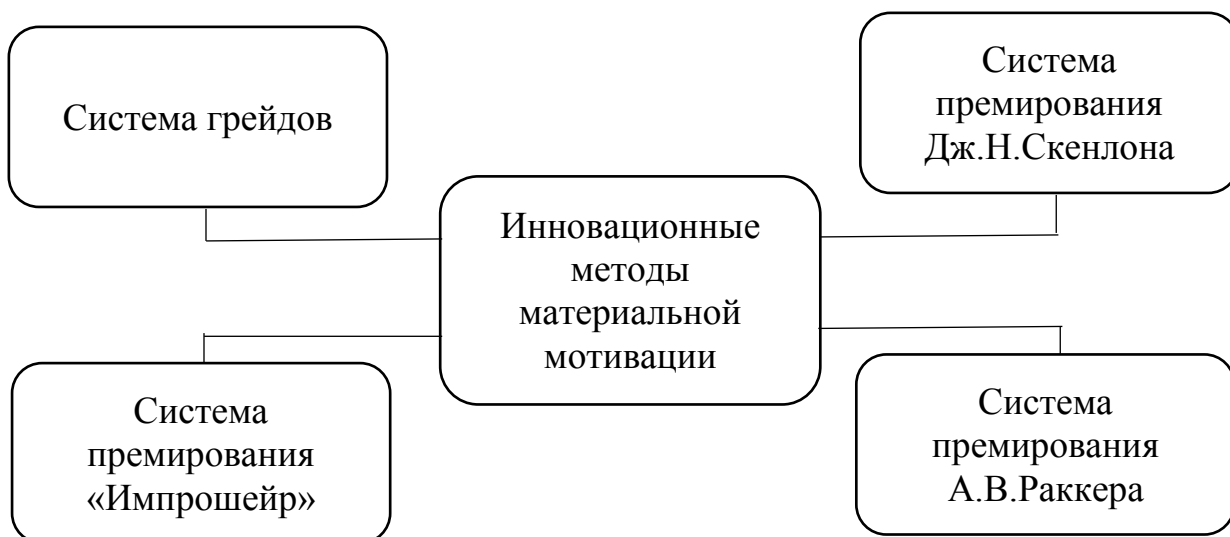 Система грейдов
Система
премирования
Дж.Н.Скенлона
Инновационные
методы
материальной
мотивации
Система
премирования
«Импрошейр»
Система
премирования
А.В.Раккера